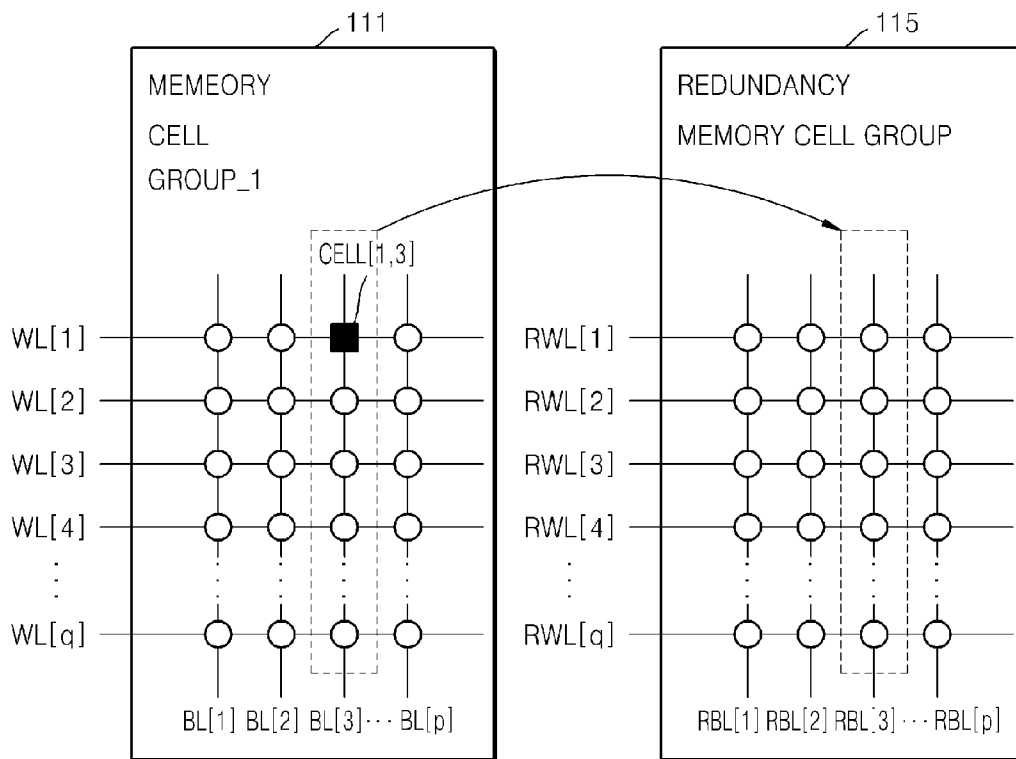 111
115
MEMEORY
CELL
GROUP_1
REDUNDANCY
MEMORY CELL GROUP
CELL[1,3]
WL[1]
WL[2]
WL[3]
WL[4]
WL[q]
BL[1] BL[2] BL[3] ··· BL[p]
RWL[1]
RWL[2]
RWL[3]
RWL[4]
RWL[q]
RBL[1] RBL[2] RBL[3] ··· RBL[p]